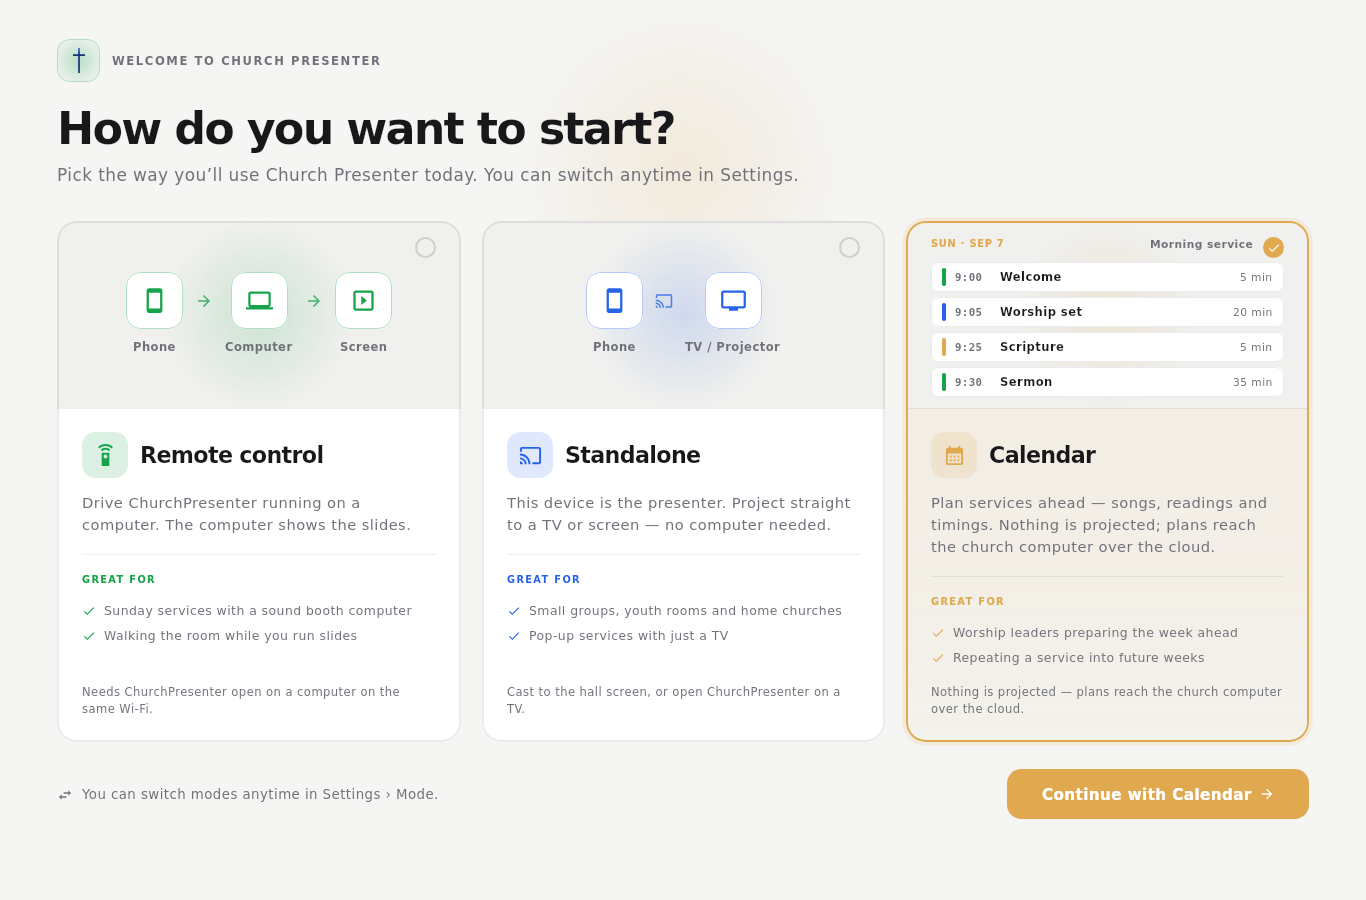 WELCOME TO CHURCH PRESENTER
How do you want to start?
Pick the way you’ll use Church Presenter today. You can switch anytime in Settings.
Phone
Computer
Screen
Remote control
Drive ChurchPresenter running on a
computer. The computer shows the slides.
GREAT FOR
Sunday services with a sound booth computer
Walking the room while you run slides
Needs ChurchPresenter open on a computer on the
same Wi-Fi.
Phone
TV / Projector
Standalone
This device is the presenter. Project straight
to a TV or screen — no computer needed.
GREAT FOR
Small groups, youth rooms and home churches
Pop-up services with just a TV
Cast to the hall screen, or open ChurchPresenter on a
TV.
SUN · SEP 7 Morning service
9:00 Welcome 5 min
9:05 Worship set 20 min
9:25 Scripture 5 min
9:30 Sermon 35 min
Calendar
Plan services ahead — songs, readings and
timings. Nothing is projected; plans reach
the church computer over the cloud.
GREAT FOR
Worship leaders preparing the week ahead
Repeating a service into future weeks
Nothing is projected — plans reach the church computer
over the cloud.
You can switch modes anytime in Settings › Mode.
Continue with Calendar